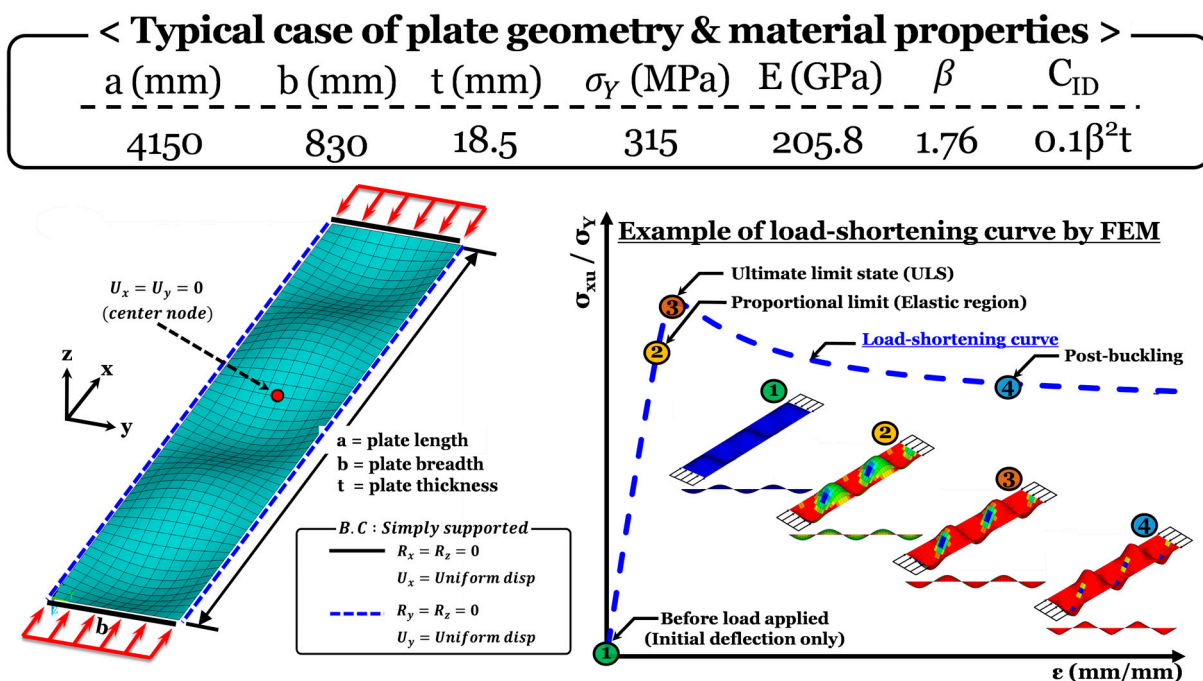 < Typical case of plate geometry & material properties >
a (mm) b (mm) t (mm) σY (MPa) E (GPa) β CID
4150 830 18.5 315 205.8 1.76 0.1β²t
Ux = Uy = 0
(center node)
z
x
y
a = plate length
b = plate breadth
t = plate thickness
b
B.C : Simply supported
Rx = Rz = 0
Ux = Uniform disp
Ry = Rz = 0
Uy = Uniform disp
σxu / σY
Example of load-shortening curve by FEM
Ultimate limit state (ULS)
3
Proportional limit (Elastic region)
2
Load-shortening curve
Post-buckling
4
1
2
3
4
Before load applied
(Initial deflection only)
1
ε (mm/mm)